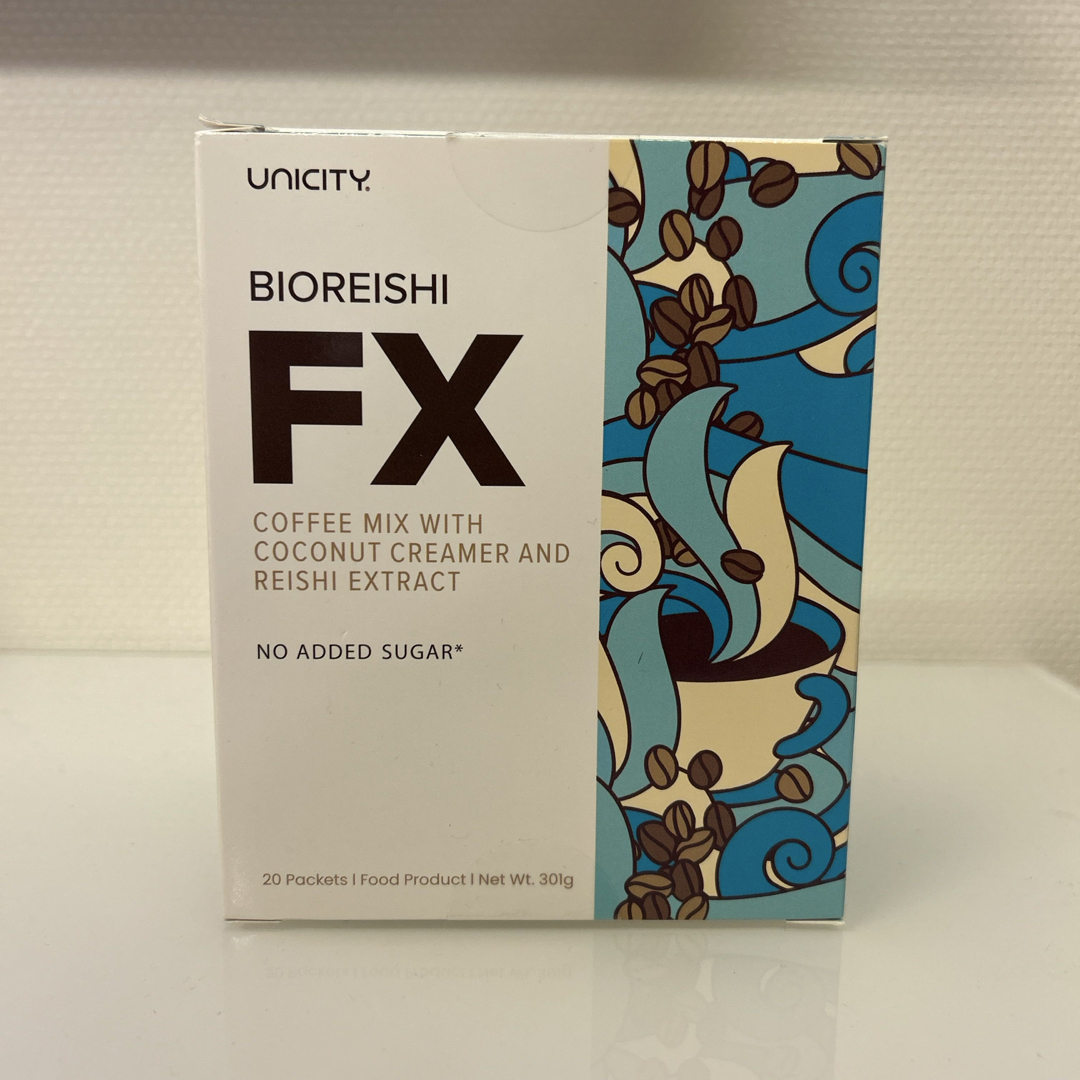 UNICITY®
BIOREISHI
FX
COFFEE MIX WITH
COCONUT CREAMER AND
REISHI EXTRACT
NO ADDED SUGAR*
20 Packets | Food Product | Net Wt. 301g